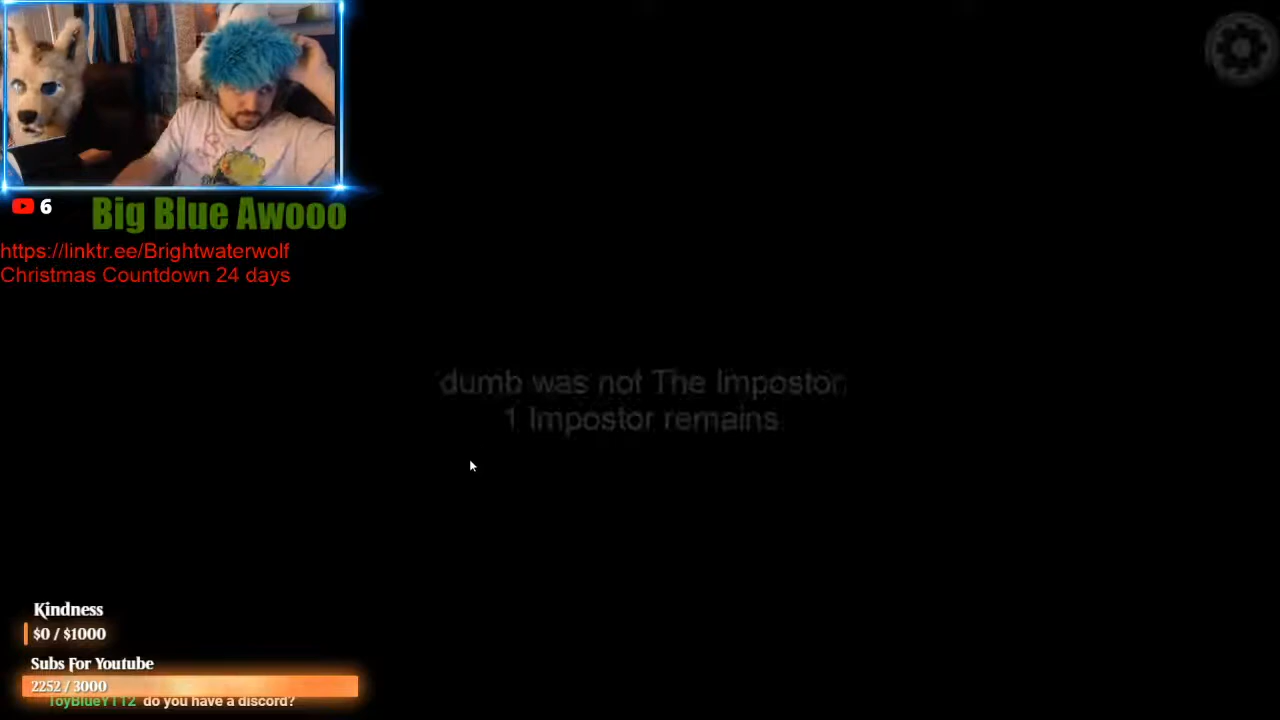 6
Big Blue Awooo
https://linktr.ee/Brightwaterwolf
Christmas Countdown 24 days
dumb was not The Impostor.
1 Impostor remains
Kindness
$0 / $1000
Subs For Youtube
2252 / 3000
ToyBlueYT12 do you have a discord?